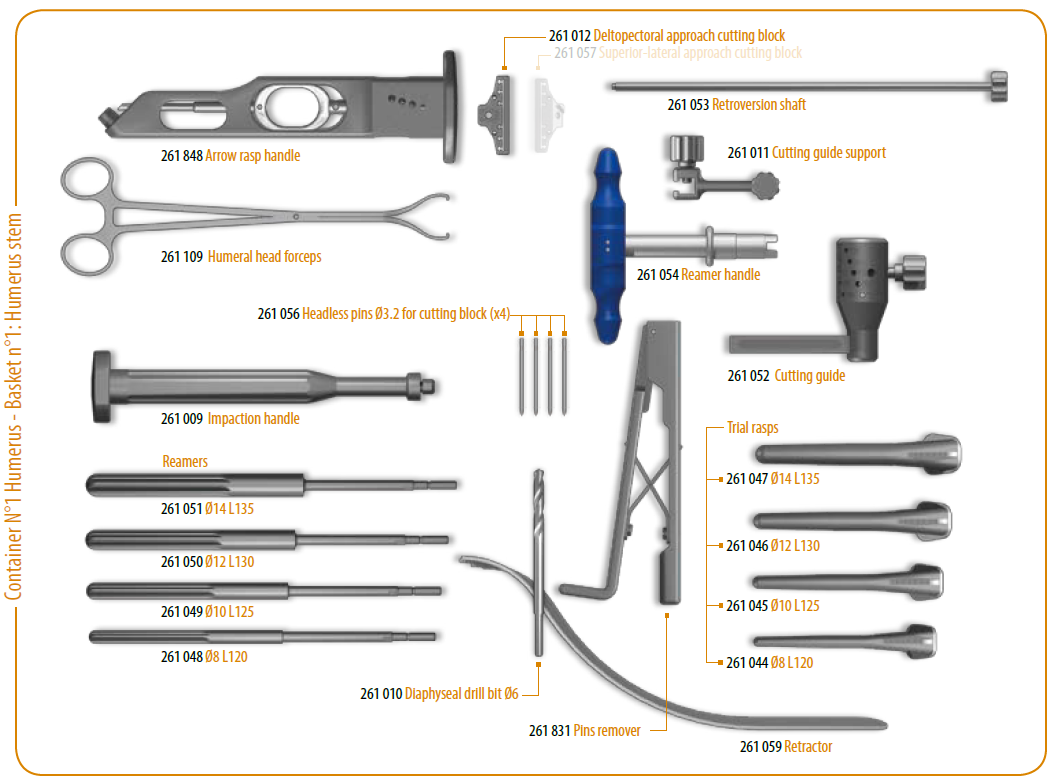 Container N°1 Humerus - Basket n°1: Humerus stem
261 012 Deltopectoral approach cutting block
261 057 Superior-lateral approach cutting block
261 053 Retroversion shaft
261 848 Arrow rasp handle
261 011 Cutting guide support
261 109 Humeral head forceps
261 054 Reamer handle
261 056 Headless pins Ø3.2 for cutting block (x4)
261 052 Cutting guide
261 009 Impaction handle
Trial rasps
Reamers
261 047 Ø14 L135
261 051 Ø14 L135
261 046 Ø12 L130
261 050 Ø12 L130
261 045 Ø10 L125
261 049 Ø10 L125
261 048 Ø8 L120
261 044 Ø8 L120
261 010 Diaphyseal drill bit Ø6
261 831 Pins remover
261 059 Retractor